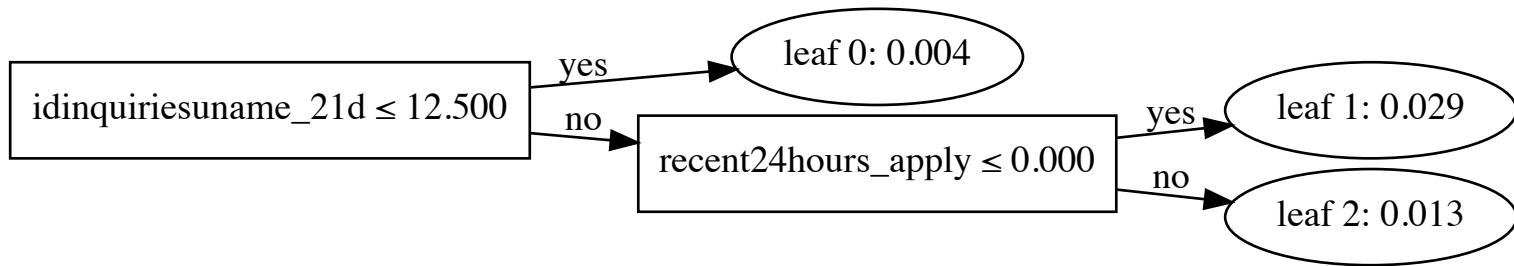 idinquiriesuname_21d ≤ 12.500
yes
leaf 0: 0.004
no
recent24hours_apply ≤ 0.000
yes
leaf 1: 0.029
no
leaf 2: 0.013